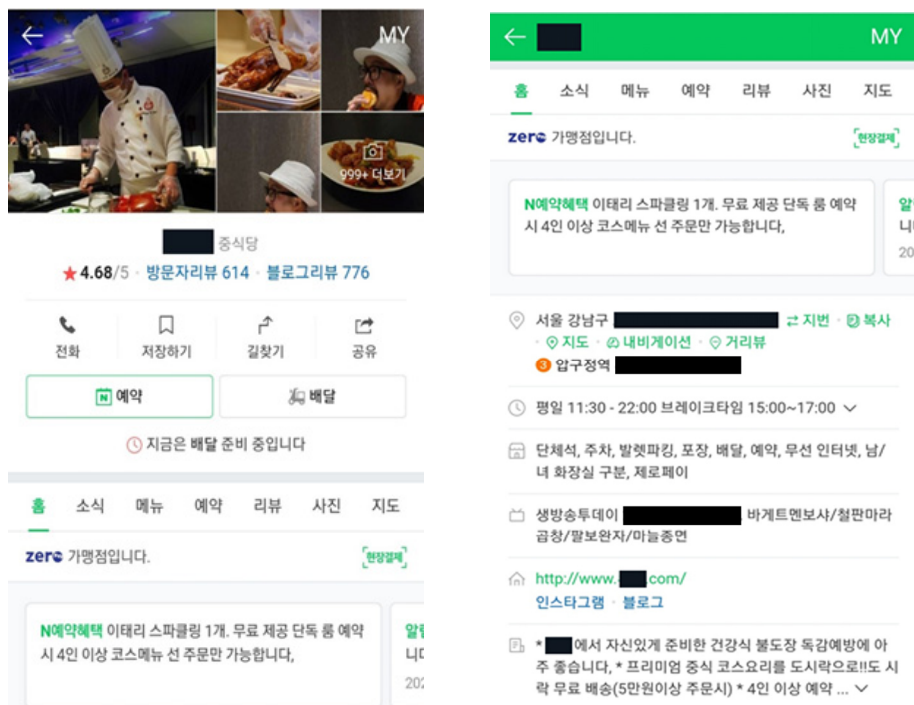 MY
999+ 더보기
중식당
4.68/5 · 방문자리뷰 614 · 블로그리뷰 776
전화 저장하기 길찾기 공유
N 예약 배달
지금은 배달 준비 중입니다
홈 소식 메뉴 예약 리뷰 사진 지도
zero 가맹점입니다. 현장결제
N예약혜택 이태리 스파클링 1개. 무료 제공 단독 룸 예약
시 4인 이상 코스메뉴 선 주문만 가능합니다,
202
MY
홈 소식 메뉴 예약 리뷰 사진 지도
zero 가맹점입니다. 현장결제
N예약혜택 이태리 스파클링 1개. 무료 제공 단독 룸 예약
시 4인 이상 코스메뉴 선 주문만 가능합니다,
20
서울 강남구 지번 · 복사
· 지도 · 내비게이션 · 거리뷰
3 압구정역
평일 11:30 - 22:00 브레이크타임 15:00~17:00
단체석, 주차, 발렛파킹, 포장, 배달, 예약, 무선 인터넷, 남/
녀 화장실 구분, 제로페이
생방송투데이 바게트멘보샤/철판마라
곱창/팔보완자/마늘종면
http://www. .com/
인스타그램 · 블로그
* 에서 자신있게 준비한 건강식 불도장 독감예방에 아
주 좋습니다, * 프리미엄 중식 코스요리를 도시락으로!!도 시
락 무료 배송(5만원이상 주문시) * 4인 이상 예약 ...